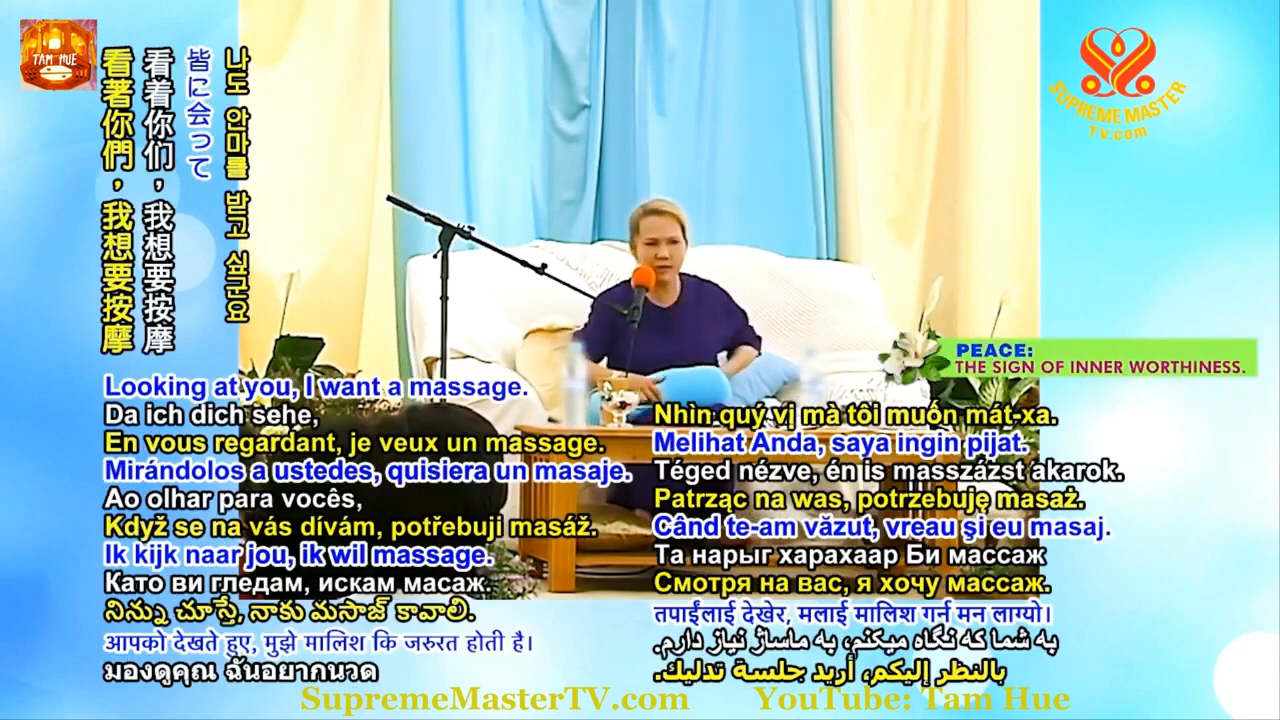 TAM HUE
看著你們，我想要按摩
看着你们，我想要按摩
皆に会って
나도 안마를 받고 싶군요
SUPREME MASTER
TV.com
PEACE:
THE SIGN OF INNER WORTHINESS.
Looking at you, I want a massage.
Da ich dich sehe,
En vous regardant, je veux un massage.
Mirándolos a ustedes, quisiera un masaje.
Ao olhar para vocês,
Když se na vás dívám, potřebuji masáž.
Ik kijk naar jou, ik wil massage.
Като ви гледам, искам масаж.
నిన్ను చూస్తే, నాకు మసాజ్ కావాలి.
आपको देखते हुए, मुझे मालिश कि जरुरत होती है।
มองดูคุณ ฉันอยากนวด
Nhìn quý vị mà tôi muốn mát-xa.
Melihat Anda, saya ingin pijat.
Téged nézve, én is masszázst akarok.
Patrząc na was, potrzebuję masaż.
Când te-am văzut, vreau şi eu masaj.
Та нарыг харахаар Би массаж
Смотря на вас, я хочу массаж.
तपाईंलाई देखेर, मलाई मालिश गर्न मन लाग्यो।
به شما که نگاه میکنم، به ماساژ نیاز دارم.
بالنظر إليكم، أريد جلسة تدليك.
SupremeMasterTV.com YouTube: Tam Hue